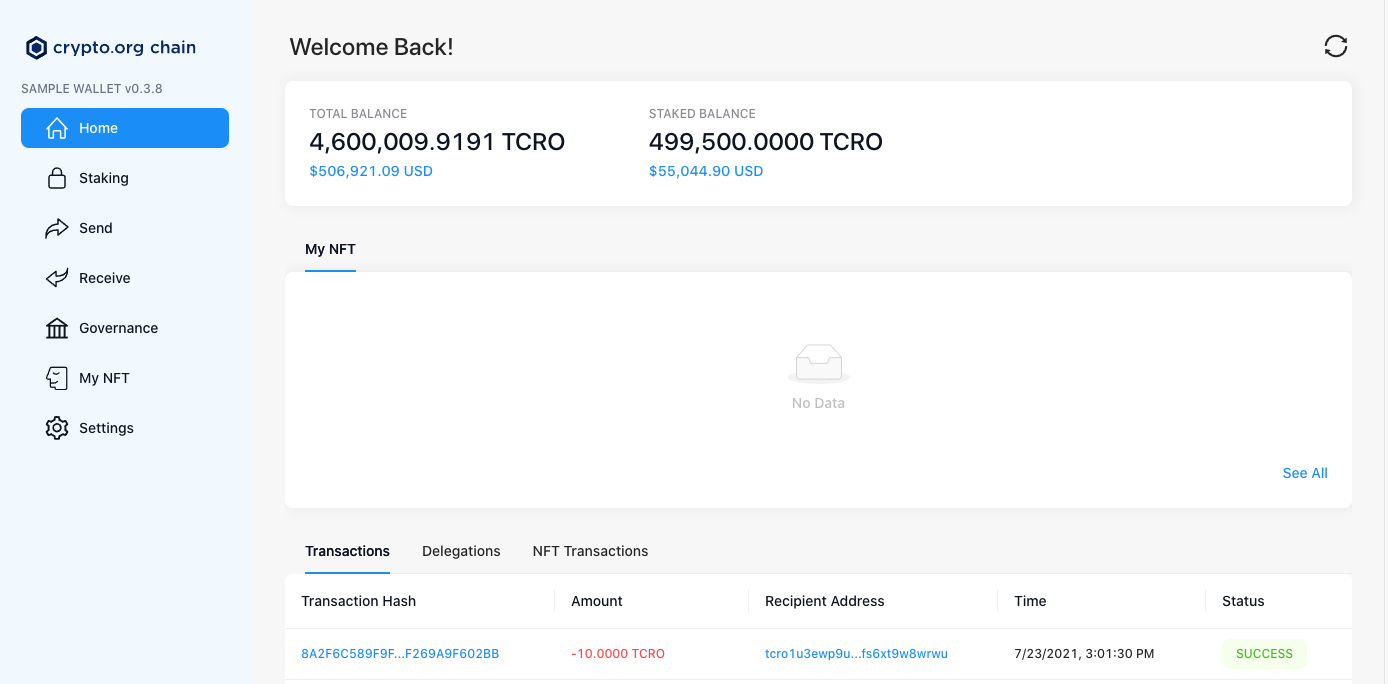 crypto.org chain
Welcome Back!
SAMPLE WALLET v0.3.8
Home
Staking
Send
Receive
Governance
My NFT
Settings
TOTAL BALANCE
4,600,009.9191 TCRO
$506,921.09 USD
STAKED BALANCE
499,500.0000 TCRO
$55,044.90 USD
My NFT
No Data
See All
Transactions Delegations NFT Transactions
Transaction Hash Amount Recipient Address Time Status
8A2F6C589F9F...F269A9F602BB -10.0000 TCRO tcro1u3ewp9u...fs6xt9w8wrwu 7/23/2021, 3:01:30 PM SUCCESS